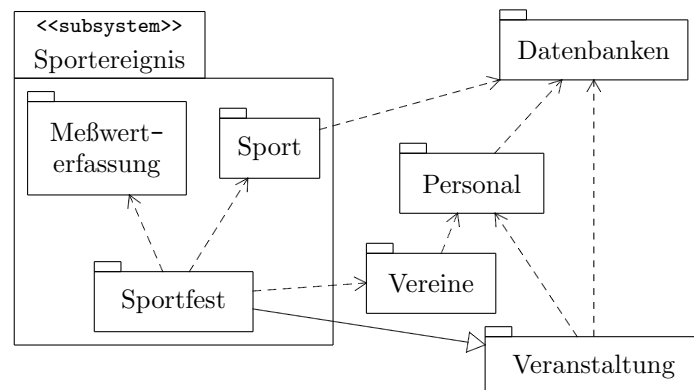 <<subsystem>>
Sportereignis
Datenbanken
Meßwert-
erfassung
Sport
Personal
Sportfest
Vereine
Veranstaltung